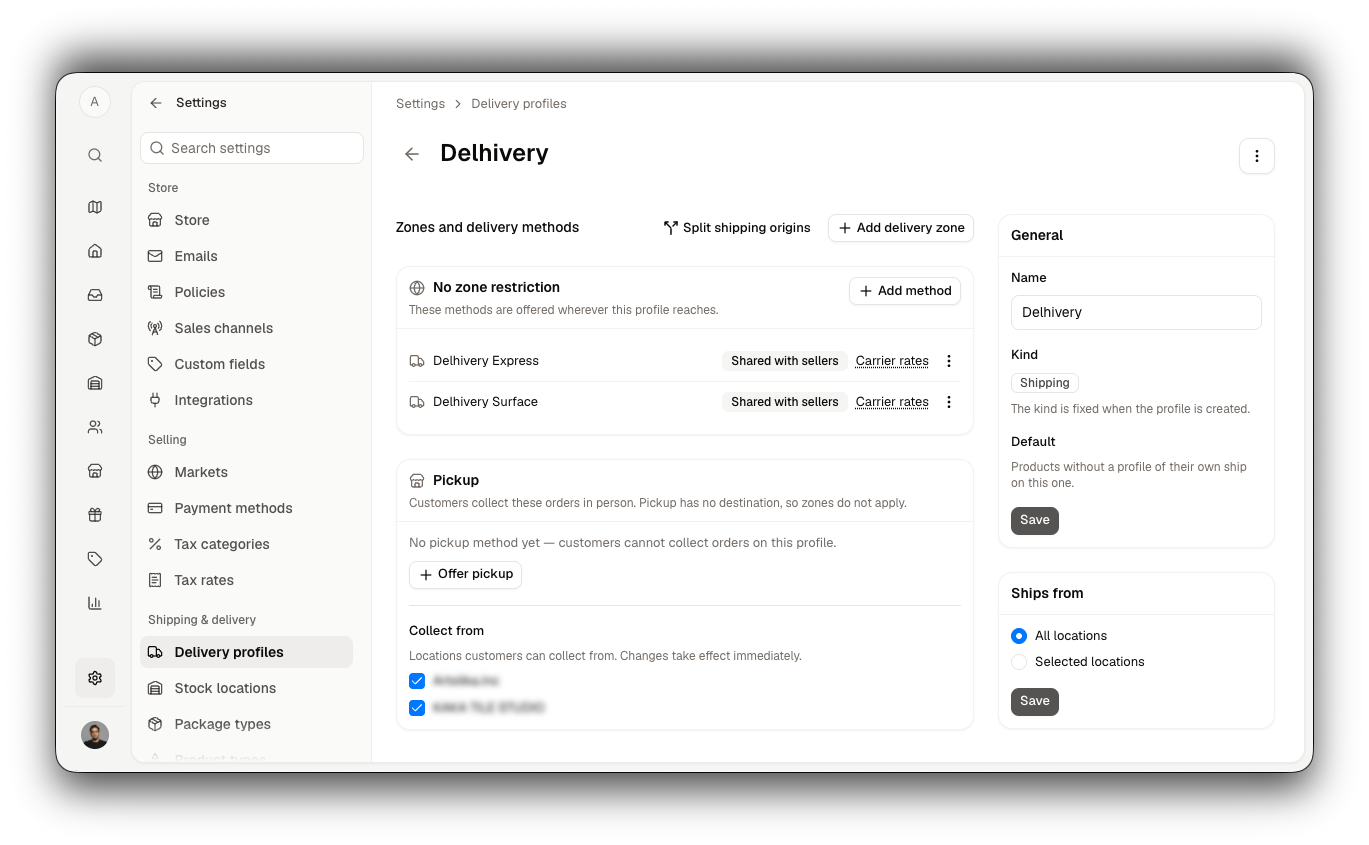 A
Settings
Search settings
Store
Store
Emails
Policies
Sales channels
Custom fields
Integrations
Selling
Markets
Payment methods
Tax categories
Tax rates
Shipping & delivery
Delivery profiles
Stock locations
Package types
Product types
Settings > Delivery profiles
Delhivery
Zones and delivery methods
Split shipping origins
Add delivery zone
No zone restriction
These methods are offered wherever this profile reaches.
Add method
Delhivery Express Shared with sellers Carrier rates
Delhivery Surface Shared with sellers Carrier rates
Pickup
Customers collect these orders in person. Pickup has no destination, so zones do not apply.
No pickup method yet — customers cannot collect orders on this profile.
Offer pickup
Collect from
Locations customers can collect from. Changes take effect immediately.
General
Name
Delhivery
Kind
Shipping
The kind is fixed when the profile is created.
Default
Products without a profile of their own ship
on this one.
Save
Ships from
All locations
Selected locations
Save